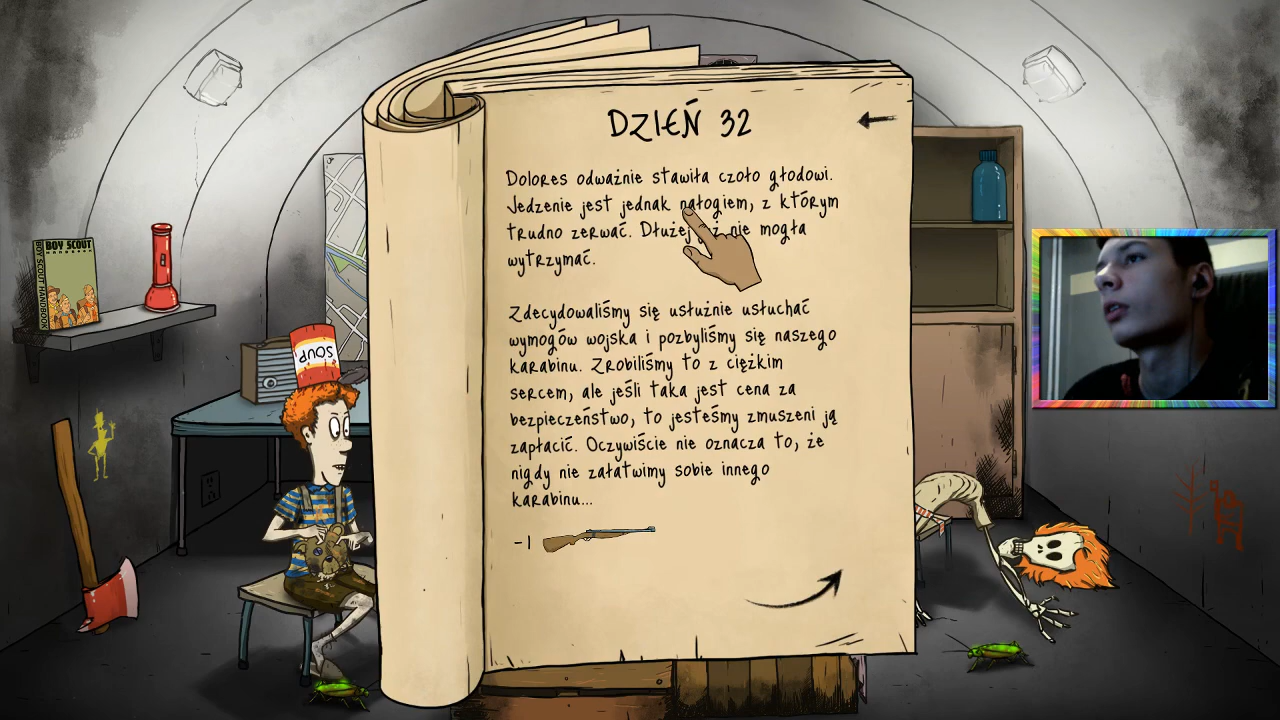 DZIEŃ 32
Dolores odważnie stawiła czoło głodowi.
Jedzenie jest jednak nałogiem, z którym
trudno zerwać. Dłużej nie mogła
wytrzymać.
Zdecydowaliśmy się usłużnie usłuchać
wymogów wojska i pozbyliśmy się naszego
karabinu. Zrobiliśmy to z ciężkim
sercem, ale jeśli taka jest cena za
bezpieczeństwo, to jesteśmy zmuszeni ją
zapłacić. Oczywiście nie oznacza to, że
nigdy nie załatwimy sobie innego
karabinu...
-1
BOY SCOUT
BOY SCOUT HANDBOOK
SOUP